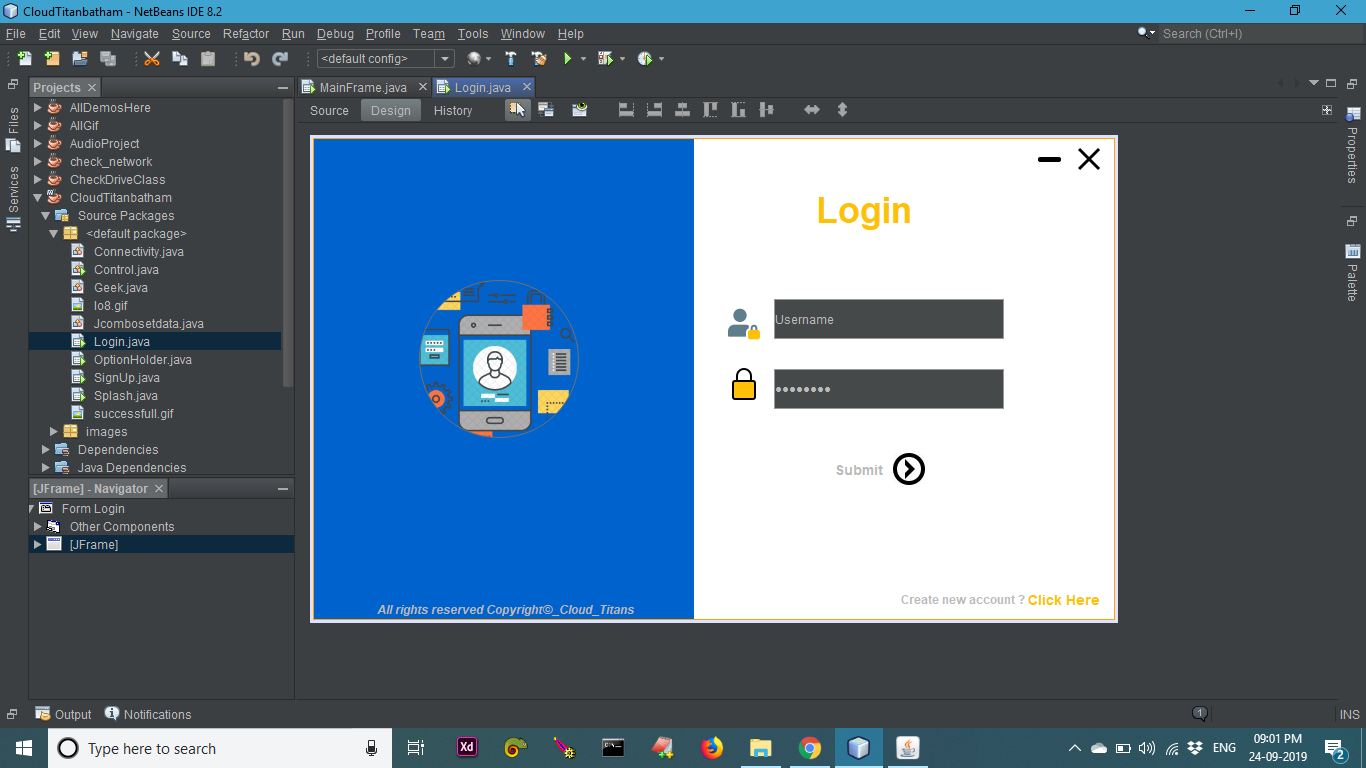 CloudTitanbatham - NetBeans IDE 8.2
File Edit View Navigate Source Refactor Run Debug Profile Team Tools Window Help
Search (Ctrl+I)
<default config>
Files
Services
Projects
AllDemosHere
AllGif
AudioProject
check_network
CheckDriveClass
CloudTitanbatham
Source Packages
<default package>
Connectivity.java
Control.java
Geek.java
lo8.gif
Jcombosetdata.java
Login.java
OptionHolder.java
SignUp.java
Splash.java
successfull.gif
images
Dependencies
Java Dependencies
[JFrame] - Navigator
Form Login
Other Components
[JFrame]
MainFrame.java Login.java
Source Design History
Login
Username
Submit
Create new account ? Click Here
All rights reserved Copyright©_Cloud_Titans
Properties
Palette
Output Notifications
1
INS
Type here to search
Xd
C:\_
ENG
09:01 PM
24-09-2019
2